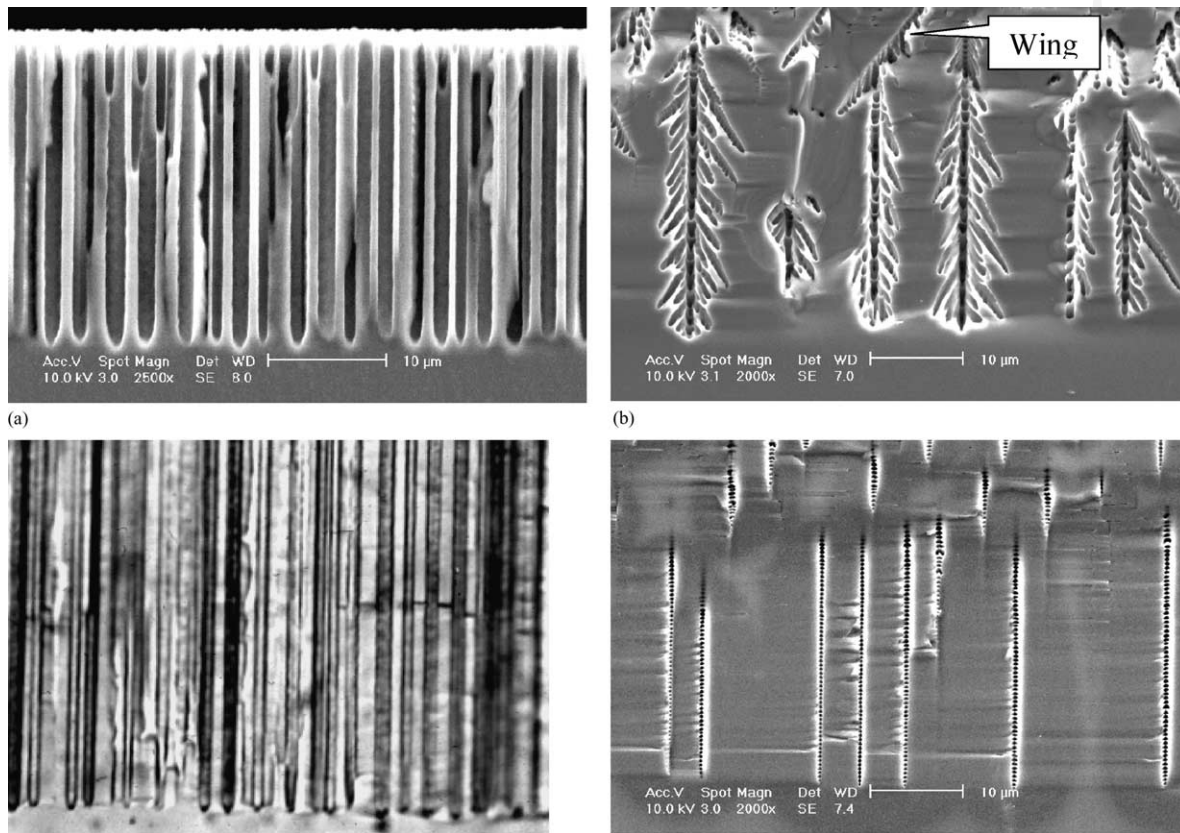 Wing
Acc.V Spot Magn Det WD 10 µm
10.0 kV 3.0 2500x SE 8.0
Acc.V Spot Magn Det WD 10 µm
10.0 kV 3.1 2000x SE 7.0
(a)
(b)
Acc.V Spot Magn Det WD 10 µm
10.0 kV 3.0 2000x SE 7.4